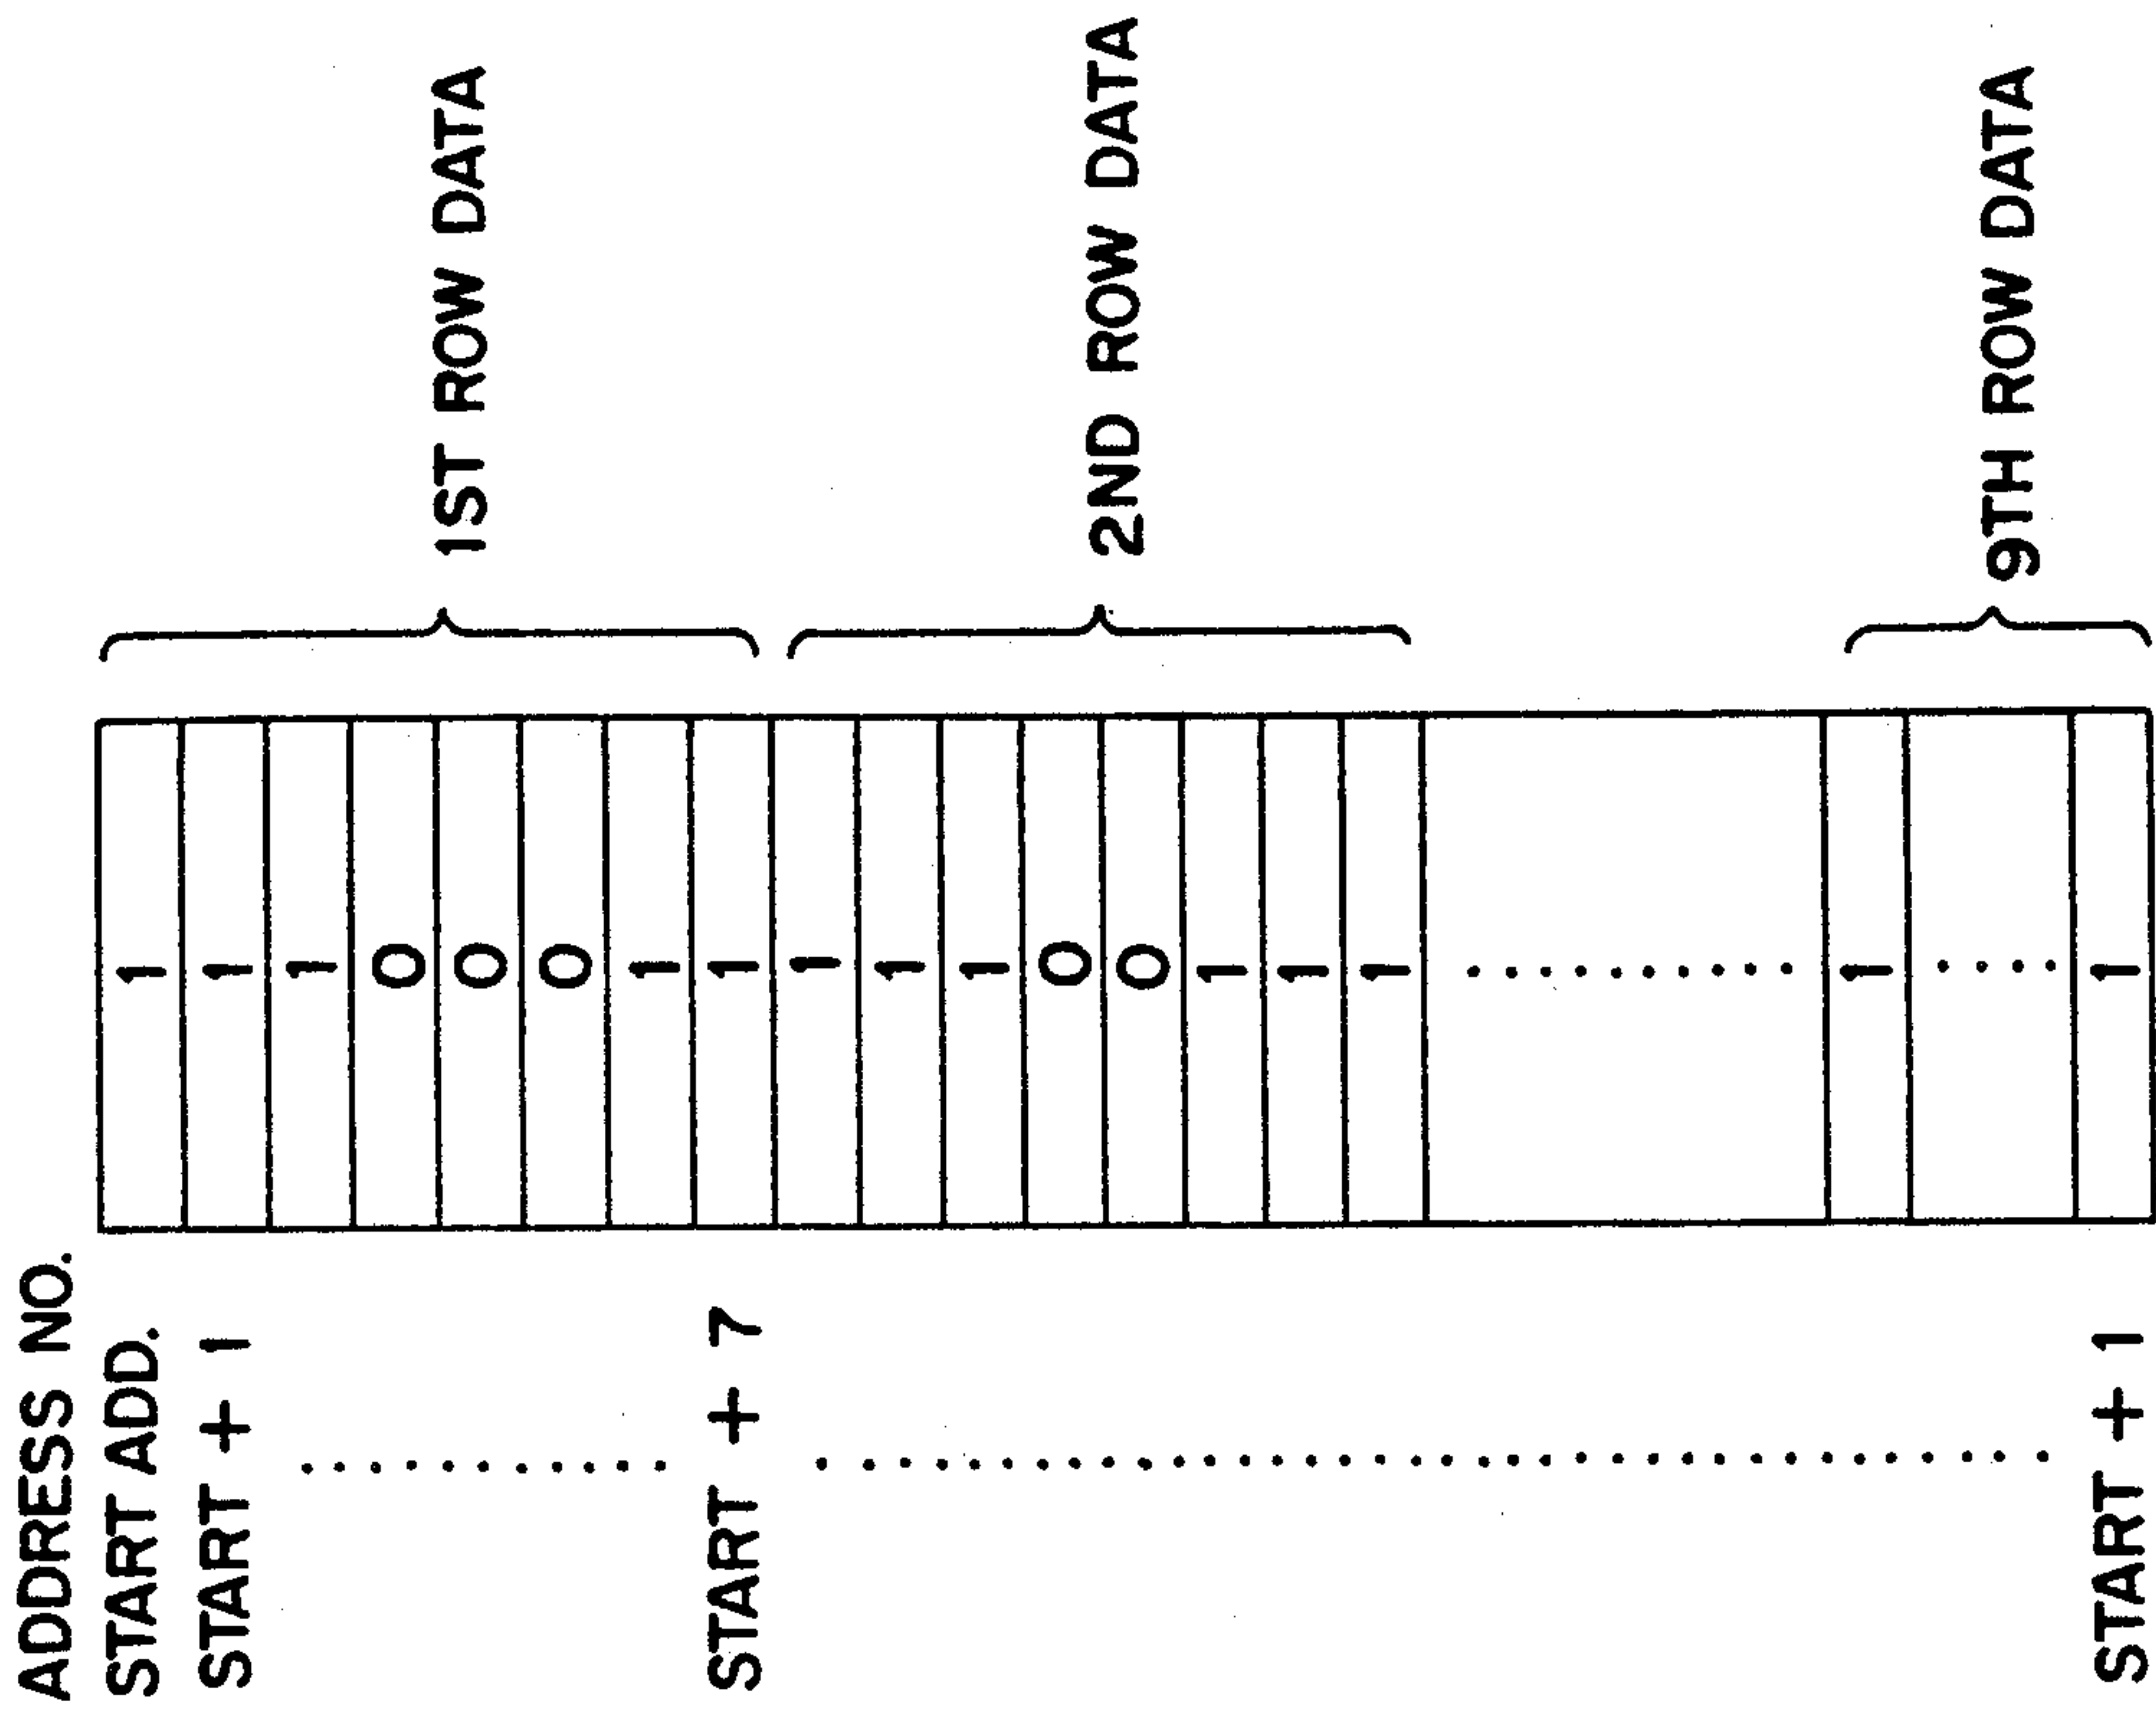 ADDRESS NO.
START ADD. 1
START + 1 1
1
0
1ST ROW DATA
0
0
1
START + 7 1
1
1
1
0
2ND ROW DATA
0
1
1
1
1
9TH ROW DATA
START + 1 1